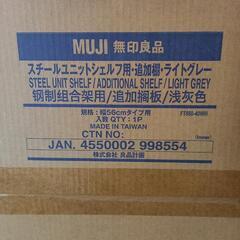 MUJI 無印良品
スチールユニットシェルフ用・追加棚・ライトグレー
STEEL UNIT SHELF / ADDITIONAL SHELF / LIGHT GREY
钢制组合架用/追加搁板/浅灰色
規格:幅56cmタイプ用
入数 QTY:1P
MADE IN TAIWAN
CTN NO:
JAN. 4550002 998554
株式会社 良品計画